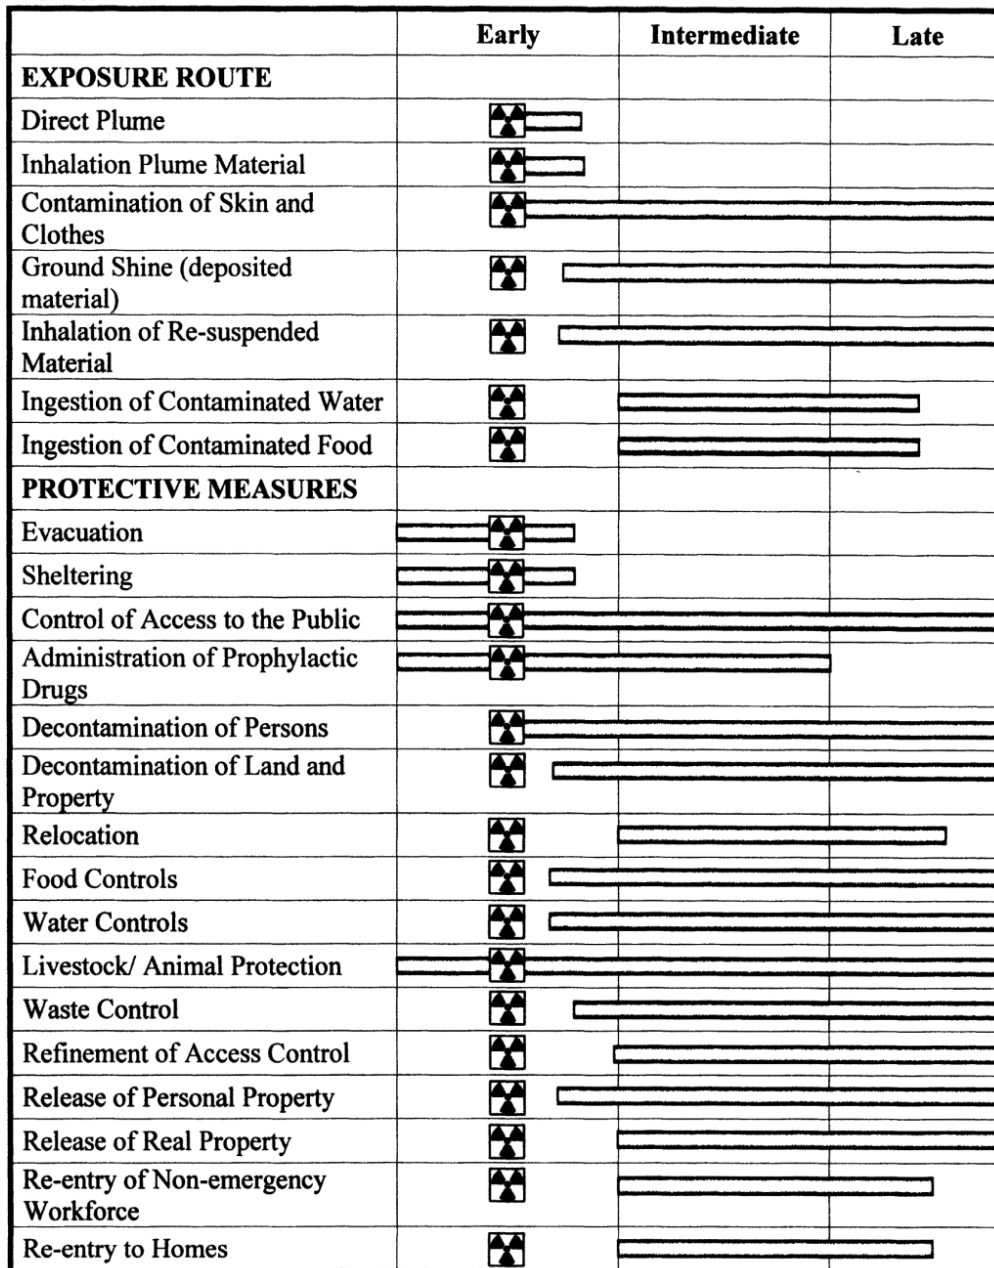 Early Intermediate Late
EXPOSURE ROUTE
Direct Plume
Inhalation Plume Material
Contamination of Skin and
Clothes
Ground Shine (deposited
material)
Inhalation of Re-suspended
Material
Ingestion of Contaminated Water
Ingestion of Contaminated Food
PROTECTIVE MEASURES
Evacuation
Sheltering
Control of Access to the Public
Administration of Prophylactic
Drugs
Decontamination of Persons
Decontamination of Land and
Property
Relocation
Food Controls
Water Controls
Livestock/ Animal Protection
Waste Control
Refinement of Access Control
Release of Personal Property
Release of Real Property
Re-entry of Non-emergency
Workforce
Re-entry to Homes